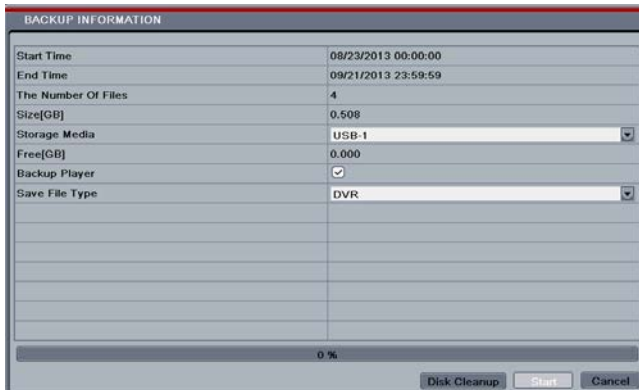 BACKUP INFORMATION
Start Time 08/23/2013 00:00:00
End Time 09/21/2013 23:59:59
The Number Of Files 4
Size[GB] 0.508
Storage Media USB-1
Free[GB] 0.000
Backup Player
Save File Type DVR
0 %
Disk Cleanup Start Cancel